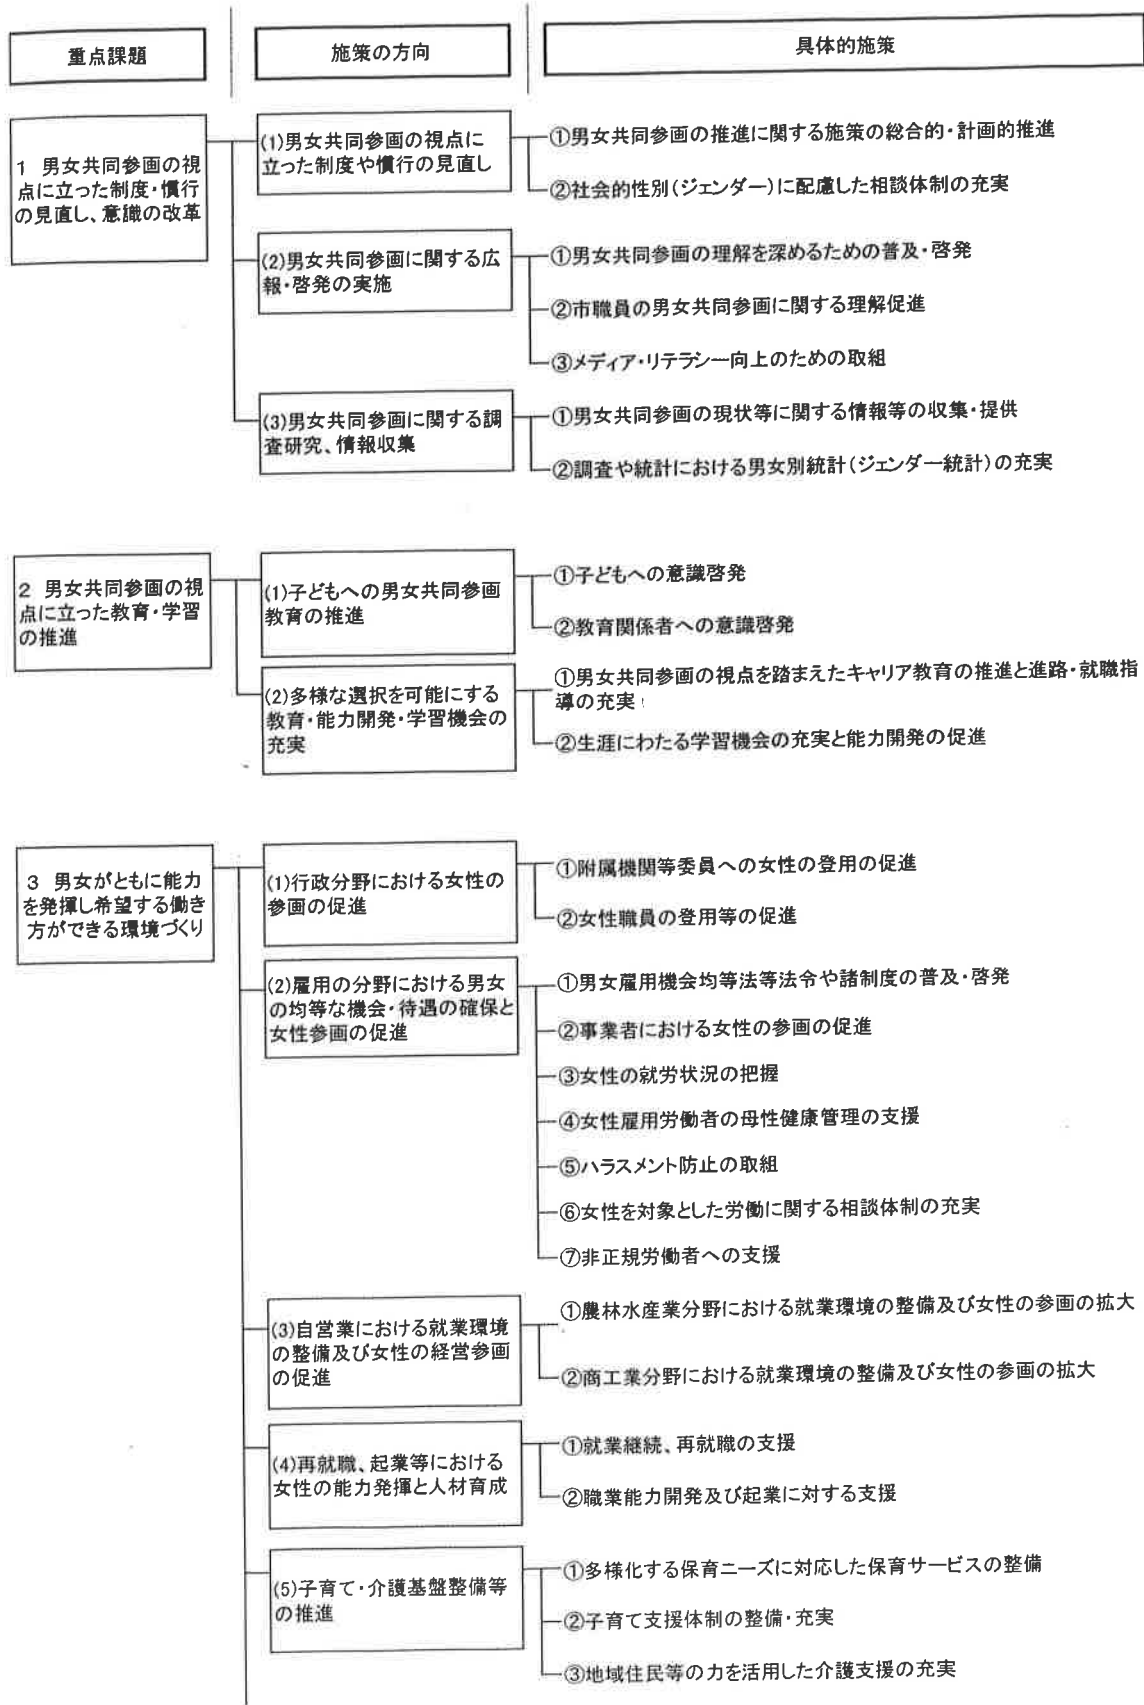 重点課題
施策の方向
具体的施策
1 男女共同参画の視
点に立った制度・慣行
の見直し、意識の改革
(1)男女共同参画の視点に
立った制度や慣行の見直し
①男女共同参画の推進に関する施策の総合的・計画的推進
②社会的性別(ジェンダー)に配慮した相談体制の充実
(2)男女共同参画に関する広
報・啓発の実施
①男女共同参画の理解を深めるための普及・啓発
②市職員の男女共同参画に関する理解促進
③メディア・リテラシー向上のための取組
(3)男女共同参画に関する調
査研究、情報収集
①男女共同参画の現状等に関する情報等の収集・提供
②調査や統計における男女別統計(ジェンダー統計)の充実
2 男女共同参画の視
点に立った教育・学習
の推進
(1)子どもへの男女共同参画
教育の推進
①子どもへの意識啓発
②教育関係者への意識啓発
(2)多様な選択を可能にする
教育・能力開発・学習機会の
充実
①男女共同参画の視点を踏まえたキャリア教育の推進と進路・就職指
導の充実
②生涯にわたる学習機会の充実と能力開発の促進
3 男女がともに能力
を発揮し希望する働き
方ができる環境づくり
(1)行政分野における女性の
参画の促進
①附属機関等委員への女性の登用の促進
②女性職員の登用等の促進
(2)雇用の分野における男女
の均等な機会・待遇の確保と
女性参画の促進
①男女雇用機会均等法等法令や諸制度の普及・啓発
②事業者における女性の参画の促進
③女性の就労状況の把握
④女性雇用労働者の母性健康管理の支援
⑤ハラスメント防止の取組
⑥女性を対象とした労働に関する相談体制の充実
⑦非正規労働者への支援
(3)自営業における就業環境
の整備及び女性の経営参画
の促進
①農林水産業分野における就業環境の整備及び女性の参画の拡大
②商工業分野における就業環境の整備及び女性の参画の拡大
(4)再就職、起業等における
女性の能力発揮と人材育成
①就業継続、再就職の支援
②職業能力開発及び起業に対する支援
(5)子育て・介護基盤整備等
の推進
①多様化する保育ニーズに対応した保育サービスの整備
②子育て支援体制の整備・充実
③地域住民等の力を活用した介護支援の充実